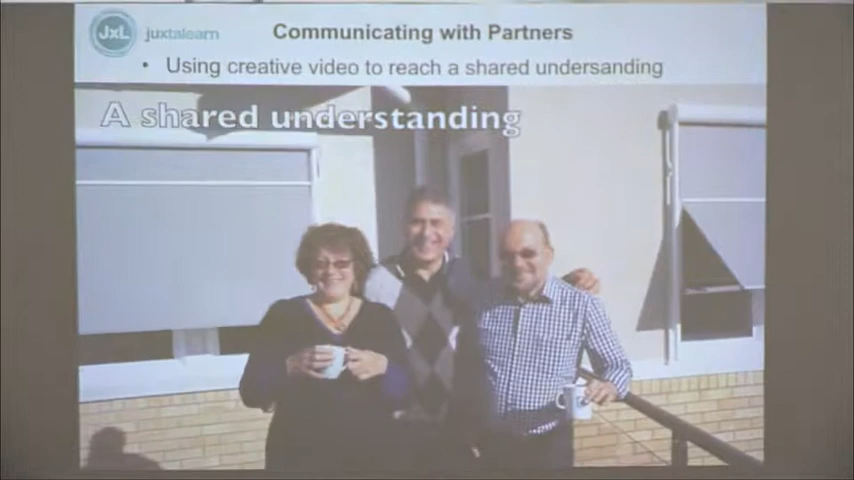 JxL
juxtalearn
Communicating with Partners
• Using creative video to reach a shared undersanding
A shared understanding